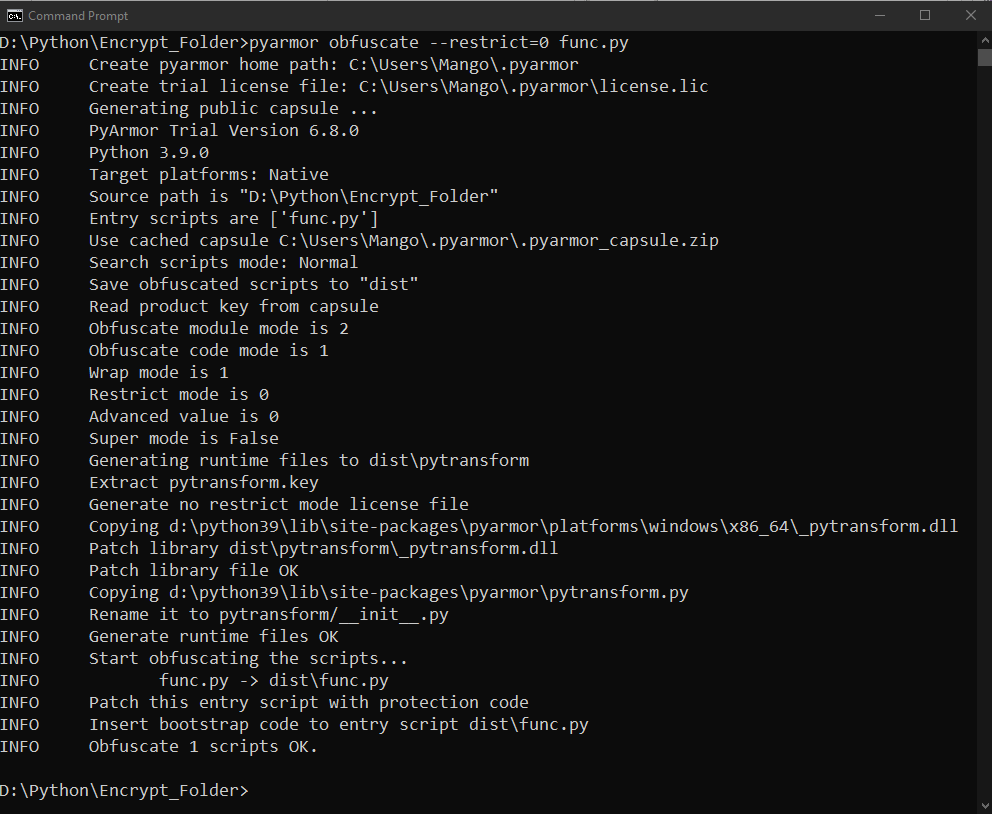 Command Prompt
D:\Python\Encrypt_Folder>pyarmor obfuscate --restrict=0 func.py
INFO     Create pyarmor home path: C:\Users\Mango\.pyarmor
INFO     Create trial license file: C:\Users\Mango\.pyarmor\license.lic
INFO     Generating public capsule ...
INFO     PyArmor Trial Version 6.8.0
INFO     Python 3.9.0
INFO     Target platforms: Native
INFO     Source path is "D:\Python\Encrypt_Folder"
INFO     Entry scripts are ['func.py']
INFO     Use cached capsule C:\Users\Mango\.pyarmor\.pyarmor_capsule.zip
INFO     Search scripts mode: Normal
INFO     Save obfuscated scripts to "dist"
INFO     Read product key from capsule
INFO     Obfuscate module mode is 2
INFO     Obfuscate code mode is 1
INFO     Wrap mode is 1
INFO     Restrict mode is 0
INFO     Advanced value is 0
INFO     Super mode is False
INFO     Generating runtime files to dist\pytransform
INFO     Extract pytransform.key
INFO     Generate no restrict mode license file
INFO     Copying d:\python39\lib\site-packages\pyarmor\platforms\windows\x86_64\_pytransform.dll
INFO     Patch library dist\pytransform\_pytransform.dll
INFO     Patch library file OK
INFO     Copying d:\python39\lib\site-packages\pyarmor\pytransform.py
INFO     Rename it to pytransform/__init__.py
INFO     Generate runtime files OK
INFO     Start obfuscating the scripts...
INFO            func.py -> dist\func.py
INFO     Patch this entry script with protection code
INFO     Insert bootstrap code to entry script dist\func.py
INFO     Obfuscate 1 scripts OK.
D:\Python\Encrypt_Folder>